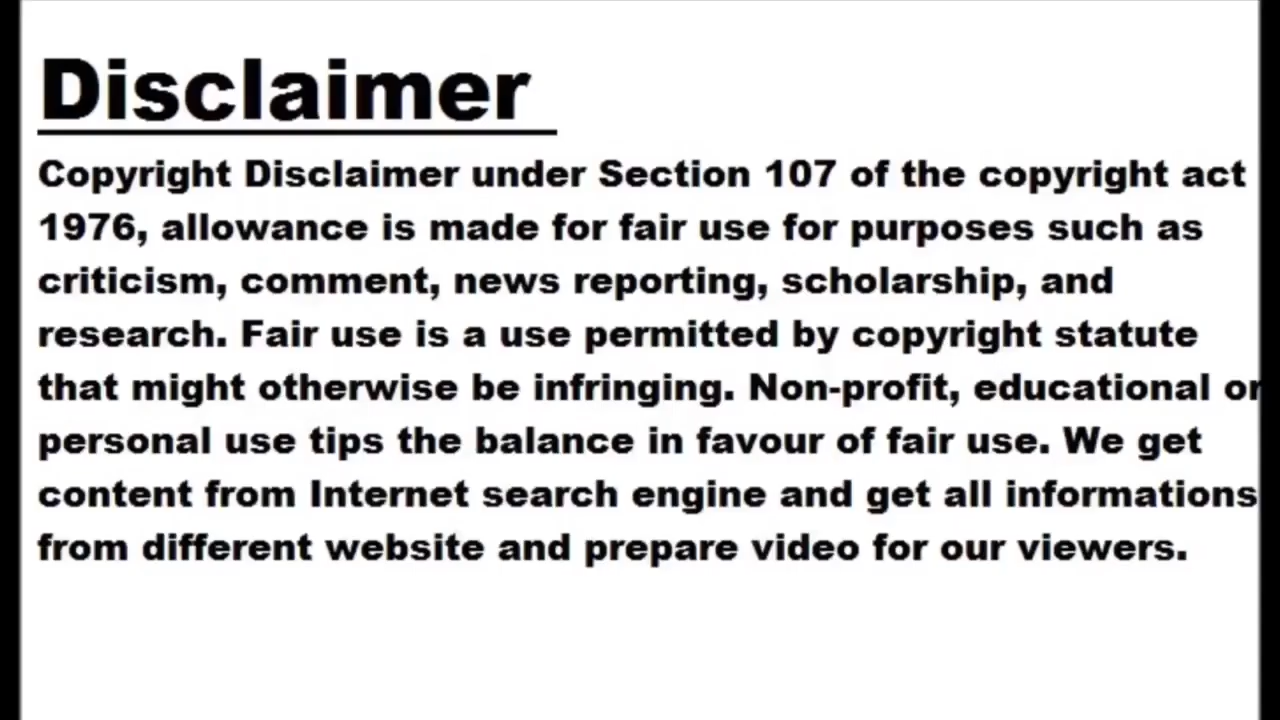 Disclaimer
Copyright Disclaimer under Section 107 of the copyright act
1976, allowance is made for fair use for purposes such as
criticism, comment, news reporting, scholarship, and
research. Fair use is a use permitted by copyright statute
that might otherwise be infringing. Non-profit, educational or
personal use tips the balance in favour of fair use. We get
content from Internet search engine and get all informations
from different website and prepare video for our viewers.